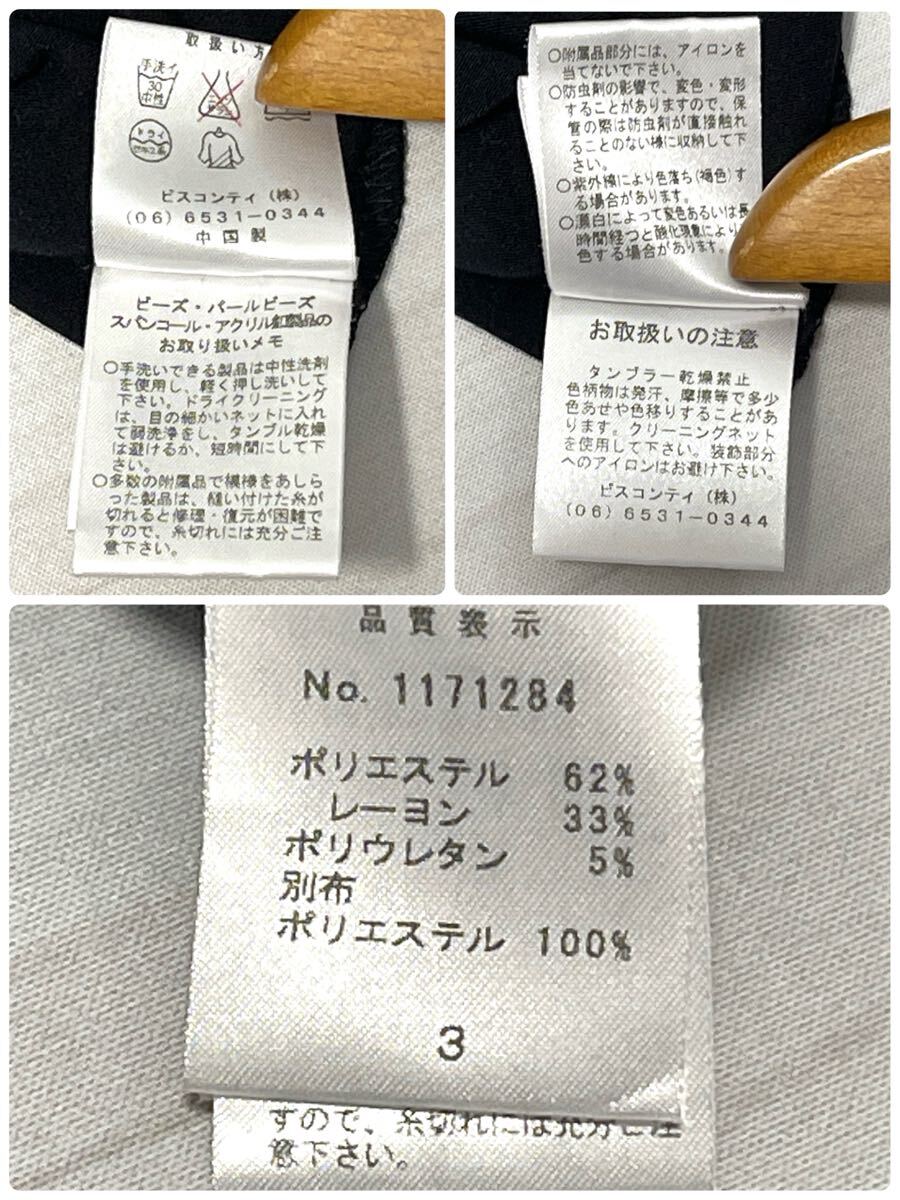 取扱い方
手洗イ
30
中性
ドライ
ビスコンティ(株)
(06)6531-0344
中国製
ビーズ・パールビーズ
スパンコール・アクリル釦製品の
お取り扱いメモ
○手洗いできる製品は中性洗剤
を使用し、軽く押し洗いして
下さい。ドライクリーニング
は、目の細かいネットに入れ
て弱洗浄をし、タンブル乾燥
は避けるか、短時間にして下
さい。
○多数の附属品で模様をあしら
った製品は、縫い付けた糸が
切れると修理・復元が困難で
すので、糸切れには充分ご注
意下さい。
○附属品部分には、アイロンを
当てないで下さい。
○防虫剤の影響で、変色・変形
することがありますので、保
管の際は防虫剤が直接触れ
ることのない様に収納して下
さい。
○紫外線により色落ち(褪色)す
る場合があります。
○漂白によって変色あるいは長
時間経つと酸化現象により
色する場合があります。
お取扱いの注意
タンブラー乾燥禁止
色柄物は発汗、摩擦等で多少
色あせや色移りすることがあ
ります。クリーニングネット
を使用して下さい。装飾部分
へのアイロンはお避け下さい。
ビスコンティ(株)
(06)6531-0344
品質表示
No. 1171284
ポリエステル 62%
レーヨン 33%
ポリウレタン 5%
別布
ポリエステル 100%
3
すので、糸切れには充分ご注
意下さい。